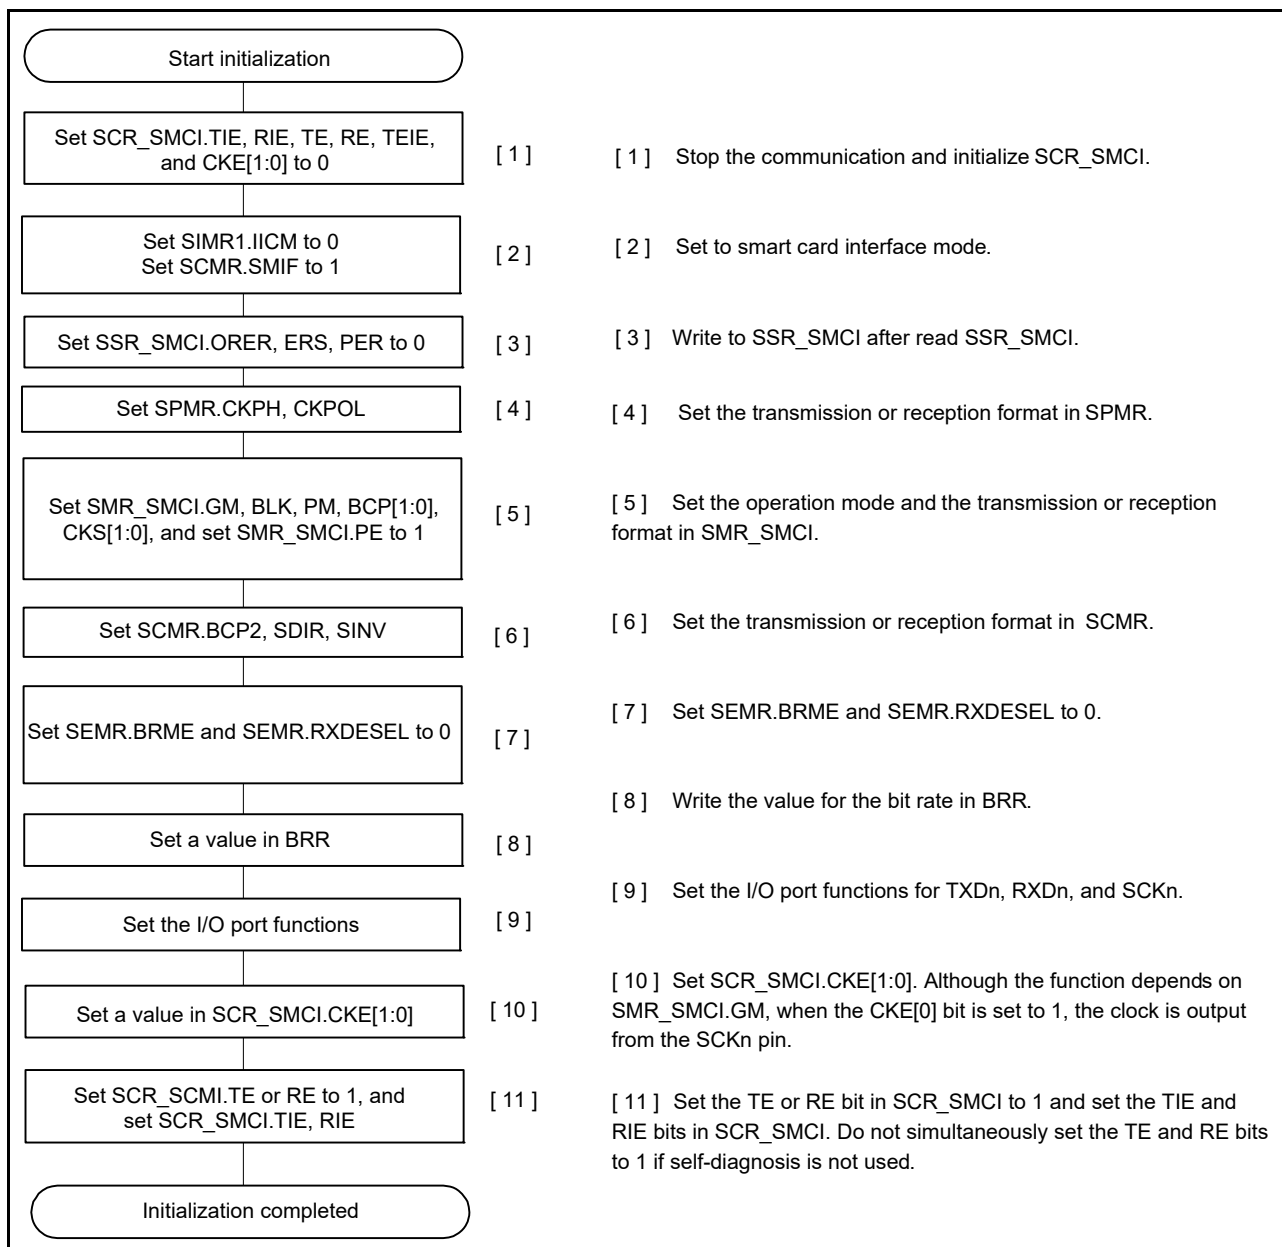 Start initialization
Set SCR_SMCI.TIE, RIE, TE, RE, TEIE,
and CKE[1:0] to 0
[ 1 ]
[ 1 ] Stop the communication and initialize SCR_SMCI.
Set SIMR1.IICM to 0
Set SCMR.SMIF to 1
[ 2 ]
[ 2 ] Set to smart card interface mode.
Set SSR_SMCI.ORER, ERS, PER to 0
[ 3 ]
[ 3 ] Write to SSR_SMCI after read SSR_SMCI.
Set SPMR.CKPH, CKPOL
[ 4 ]
[ 4 ] Set the transmission or reception format in SPMR.
Set SMR_SMCI.GM, BLK, PM, BCP[1:0],
CKS[1:0], and set SMR_SMCI.PE to 1
[ 5 ]
[ 5 ] Set the operation mode and the transmission or reception
format in SMR_SMCI.
Set SCMR.BCP2, SDIR, SINV
[ 6 ]
[ 6 ] Set the transmission or reception format in SCMR.
Set SEMR.BRME and SEMR.RXDESEL to 0
[ 7 ]
[ 7 ] Set SEMR.BRME and SEMR.RXDESEL to 0.
Set a value in BRR
[ 8 ]
[ 8 ] Write the value for the bit rate in BRR.
Set the I/O port functions
[ 9 ]
[ 9 ] Set the I/O port functions for TXDn, RXDn, and SCKn.
Set a value in SCR_SMCI.CKE[1:0]
[ 10 ]
[ 10 ] Set SCR_SMCI.CKE[1:0]. Although the function depends on
SMR_SMCI.GM, when the CKE[0] bit is set to 1, the clock is output
from the SCKn pin.
Set SCR_SCMI.TE or RE to 1, and
set SCR_SMCI.TIE, RIE
[ 11 ]
[ 11 ] Set the TE or RE bit in SCR_SMCI to 1 and set the TIE and
RIE bits in SCR_SMCI. Do not simultaneously set the TE and RE bits
to 1 if self-diagnosis is not used.
Initialization completed